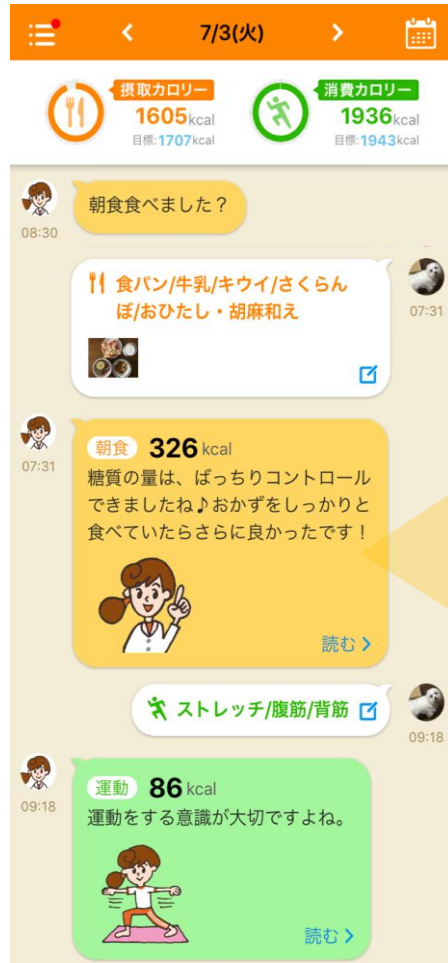 7/3(火)
摂取カロリー
1605kcal
目標:1707kcal
消費カロリー
1936kcal
目標:1943kcal
朝食食べました？
08:30
食パン/牛乳/キウイ/さくらん
ぼ/おひたし・胡麻和え
07:31
朝食 326 kcal
07:31
糖質の量は、ばっちりコントロール
できましたね♪おかずをしっかりと
食べていたらさらに良かったです！
読む
ストレッチ/腹筋/背筋
09:18
運動 86 kcal
09:18
運動をする意識が大切ですよね。
読む